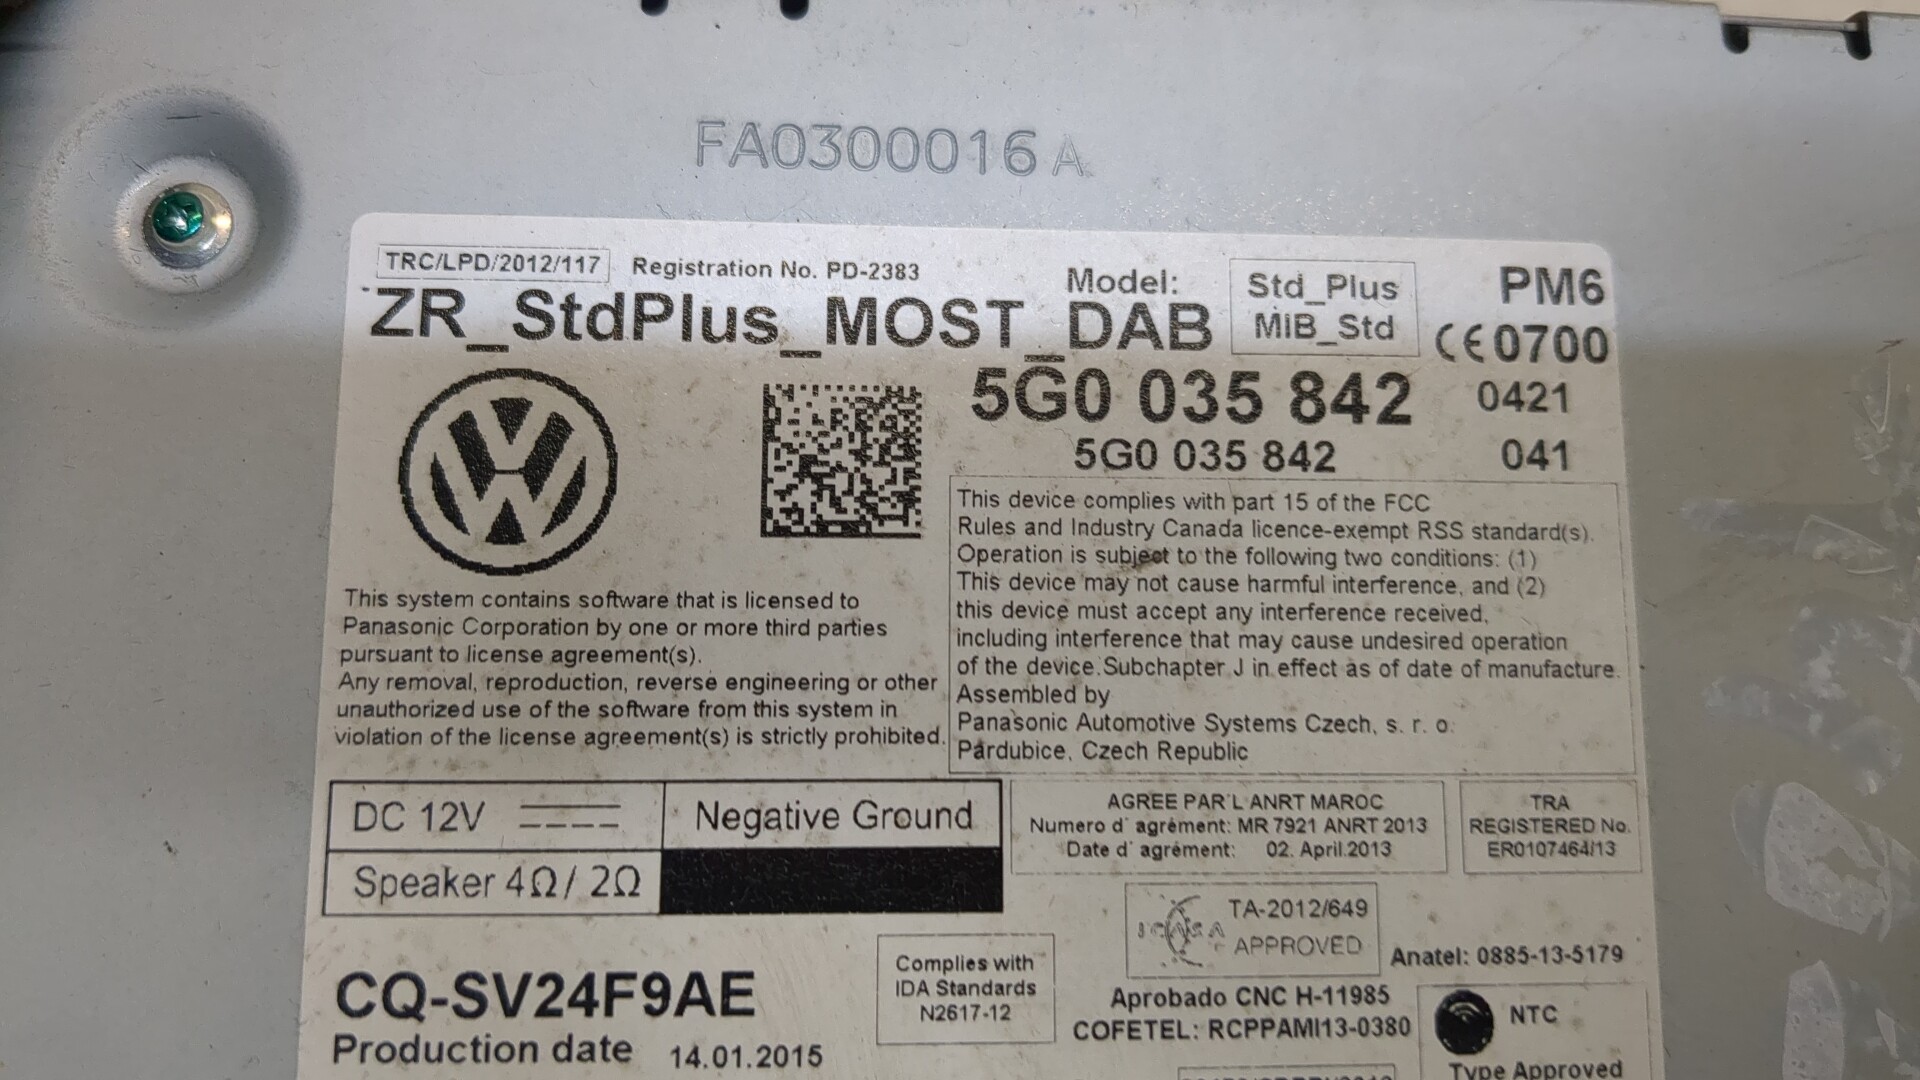 FA0300016 A
TRC/LPD/2012/117
Registration No. PD-2383
ZR_StdPlus_MOST_DAB
Model:
Std_Plus
MIB_Std
PM6
CE0700
5G0 035 842
0421
5G0 035 842
041
This device complies with part 15 of the FCC
Rules and Industry Canada licence-exempt RSS standard(s).
Operation is subject to the following two conditions: (1)
This device may not cause harmful interference, and (2)
this device must accept any interference received,
including interference that may cause undesired operation
of the device.Subchapter J in effect as of date of manufacture.
Assembled by
Panasonic Automotive Systems Czech, s. r. o.
Pardubice, Czech Republic
This system contains software that is licensed to
Panasonic Corporation by one or more third parties
pursuant to license agreement(s).
Any removal, reproduction, reverse engineering or other
unauthorized use of the software from this system in
violation of the license agreement(s) is strictly prohibited.
DC 12V
Negative Ground
Speaker 4Ω/ 2Ω
AGREE PAR'L ANRT MAROC
Numero d' agrément: MR 7921 ANRT 2013
Date d' agrément: 02. April.2013
TRA
REGISTERED No.
ER0107464/13
TA-2012/649
APPROVED
Anatel: 0885-13-5179
CQ-SV24F9AE
Production date 14.01.2015
Complies with
IDA Standards
N2617-12
Aprobado CNC H-11985
COFETEL: RCPPAMI13-0380
NTC
Type Approved